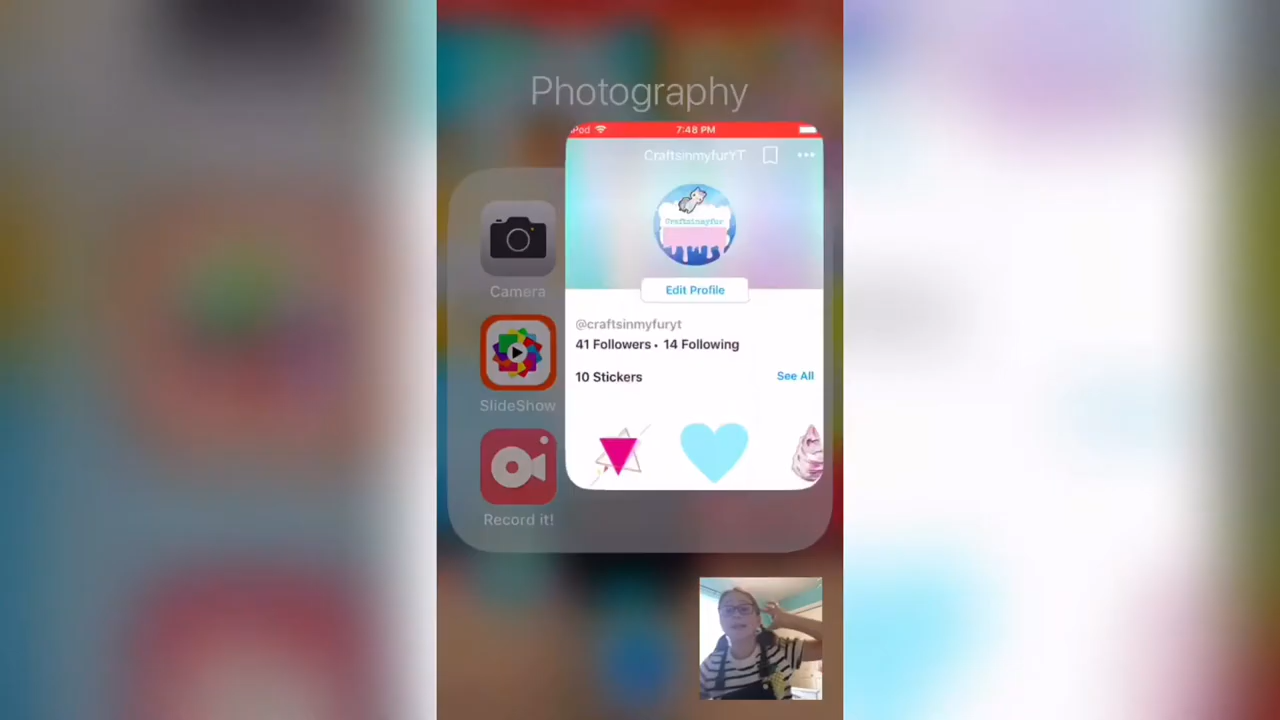 Photography
iPod 7:48 PM
CraftsinmyfurYT
Craftsinmyfur
Edit Profile
@craftsinmyfuryt
41 Followers • 14 Following
10 Stickers See All
Camera
SlideShow
Record it!